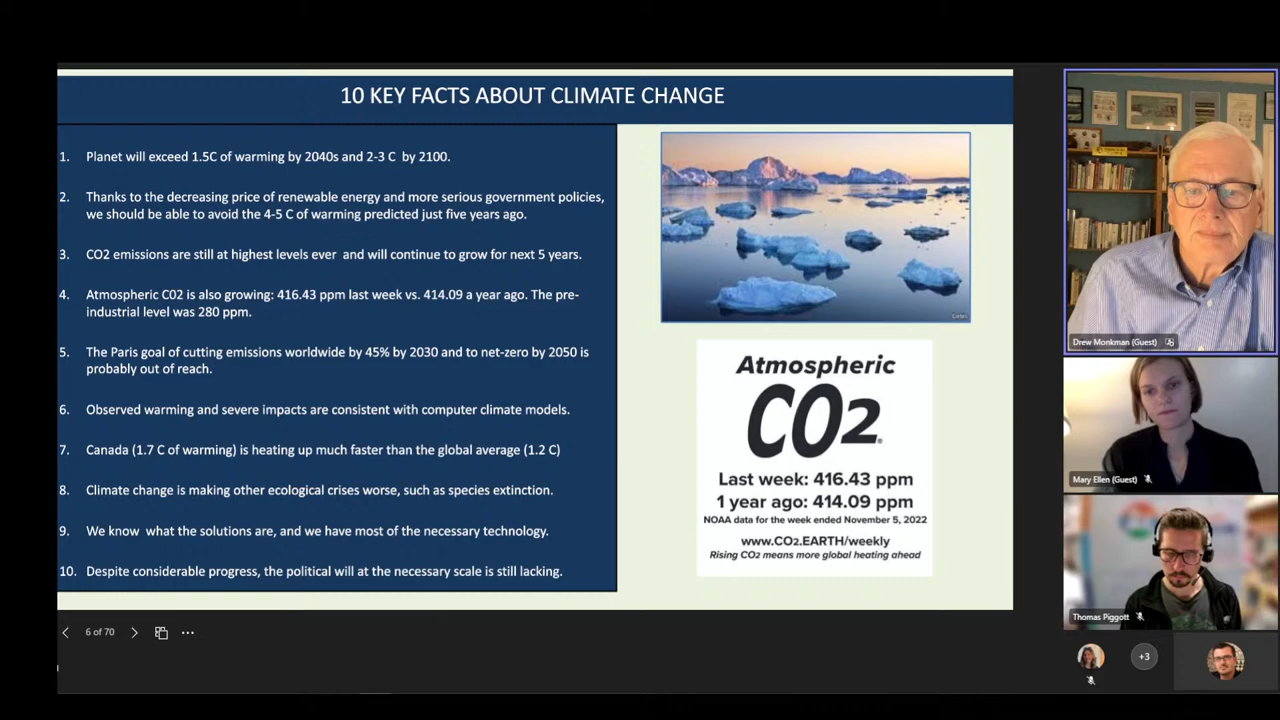 10 KEY FACTS ABOUT CLIMATE CHANGE
1. Planet will exceed 1.5C of warming by 2040s and 2-3 C by 2100.
2. Thanks to the decreasing price of renewable energy and more serious government policies,
we should be able to avoid the 4-5 C of warming predicted just five years ago.
3. CO2 emissions are still at highest levels ever and will continue to grow for next 5 years.
4. Atmospheric C02 is also growing: 416.43 ppm last week vs. 414.09 a year ago. The pre-
industrial level was 280 ppm.
5. The Paris goal of cutting emissions worldwide by 45% by 2030 and to net-zero by 2050 is
probably out of reach.
6. Observed warming and severe impacts are consistent with computer climate models.
7. Canada (1.7 C of warming) is heating up much faster than the global average (1.2 C)
8. Climate change is making other ecological crises worse, such as species extinction.
9. We know what the solutions are, and we have most of the necessary technology.
10. Despite considerable progress, the political will at the necessary scale is still lacking.
Atmospheric
CO2
Last week: 416.43 ppm
1 year ago: 414.09 ppm
NOAA data for the week ended November 5, 2022
www.CO2.EARTH/weekly
Rising CO2 means more global heating ahead
6 of 70
Drew Monkman (Guest)
Mary Ellen (Guest)
Thomas Piggott
+3